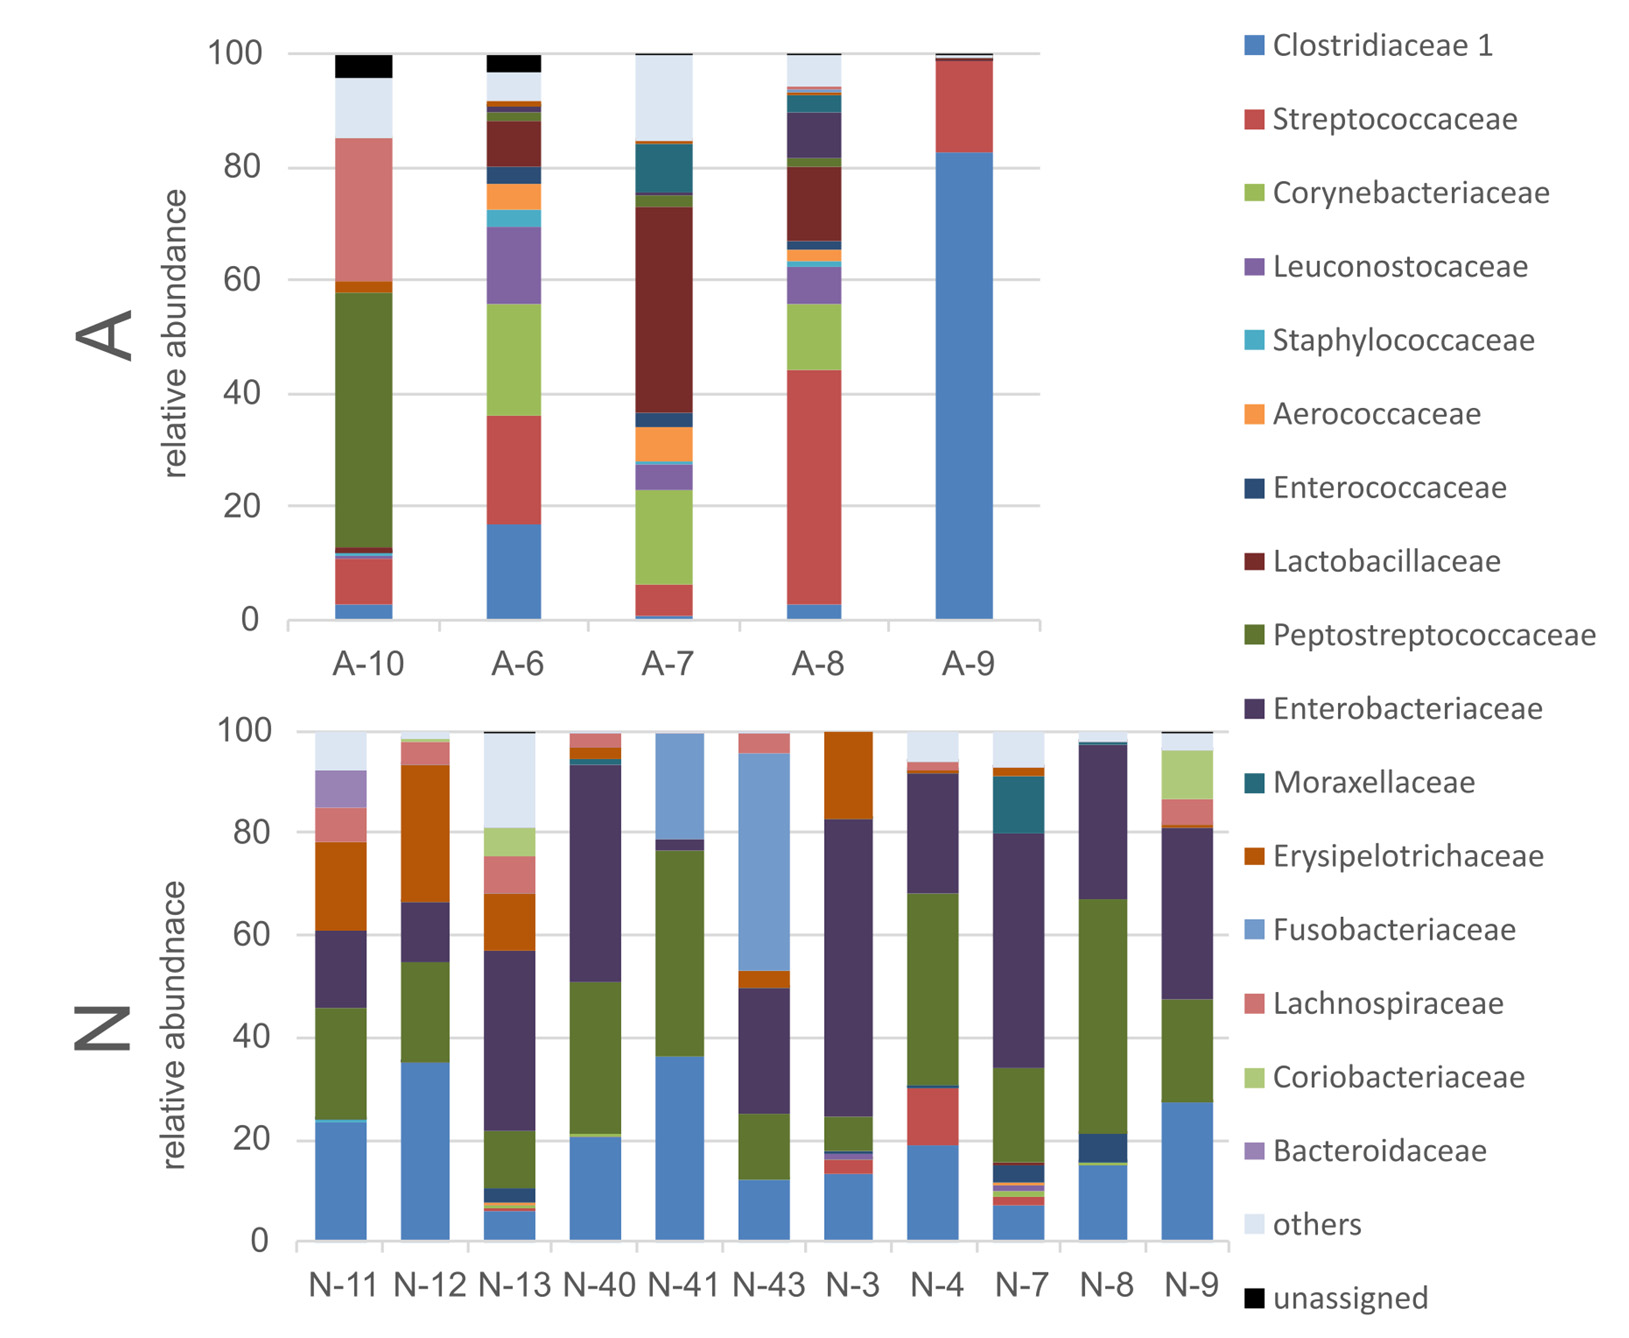 100
80
60
40
20
0
A
relative abundance
A-10 A-6 A-7 A-8 A-9
100
80
60
40
20
0
N
relative abundnace
N-11 N-12 N-13 N-40 N-41 N-43 N-3 N-4 N-7 N-8 N-9
Clostridiaceae 1
Streptococcaceae
Corynebacteriaceae
Leuconostocaceae
Staphylococcaceae
Aerococcaceae
Enterococcaceae
Lactobacillaceae
Peptostreptococcaceae
Enterobacteriaceae
Moraxellaceae
Erysipelotrichaceae
Fusobacteriaceae
Lachnospiraceae
Coriobacteriaceae
Bacteroidaceae
others
unassigned